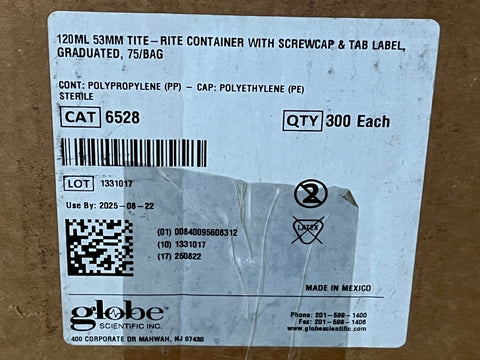 120ML 53MM TITE-RITE CONTAINER WITH SCREWCAP & TAB LABEL,
GRADUATED, 75/BAG
CONT: POLYPROPYLENE (PP) - CAP: POLYETHYLENE (PE)
STERILE
CAT 6528 QTY 300 Each
LOT 1331017
Use By: 2025-08-22
2
LATEX
(01) 00840095608312
(10) 1331017
(17) 250822
MADE IN MEXICO
globe
SCIENTIFIC INC.
400 CORPORATE DR MAHWAH, NJ 07430
Phone: 201-599-1400
Fax: 201-599-1406
www.globescientific.com